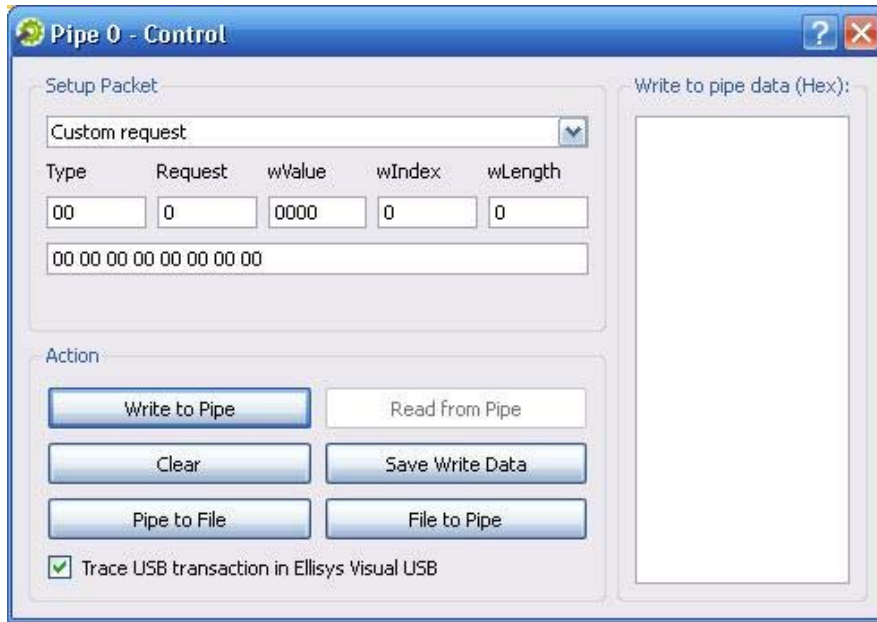 Pipe 0 - Control
Setup Packet
Write to pipe data (Hex):
Custom request
Type Request wValue wIndex wLength
00 0 0000 0 0
00 00 00 00 00 00 00 00
Action
Write to Pipe Read from Pipe
Clear Save Write Data
Pipe to File File to Pipe
Trace USB transaction in Ellisys Visual USB